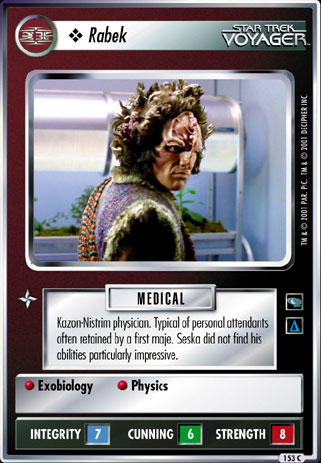 ❖ Rabek
STAR TREK
VOYAGER™
TM & © 2001 PAR. P.C. TM & © 2001 DECIPHER INC.
MEDICAL
Kazon-Nistrim physician. Typical of personal attendants
often retained by a first maje. Seska did not find his
abilities particularly impressive.
Exobiology Physics
INTEGRITY 7 CUNNING 6 STRENGTH 8
153 C